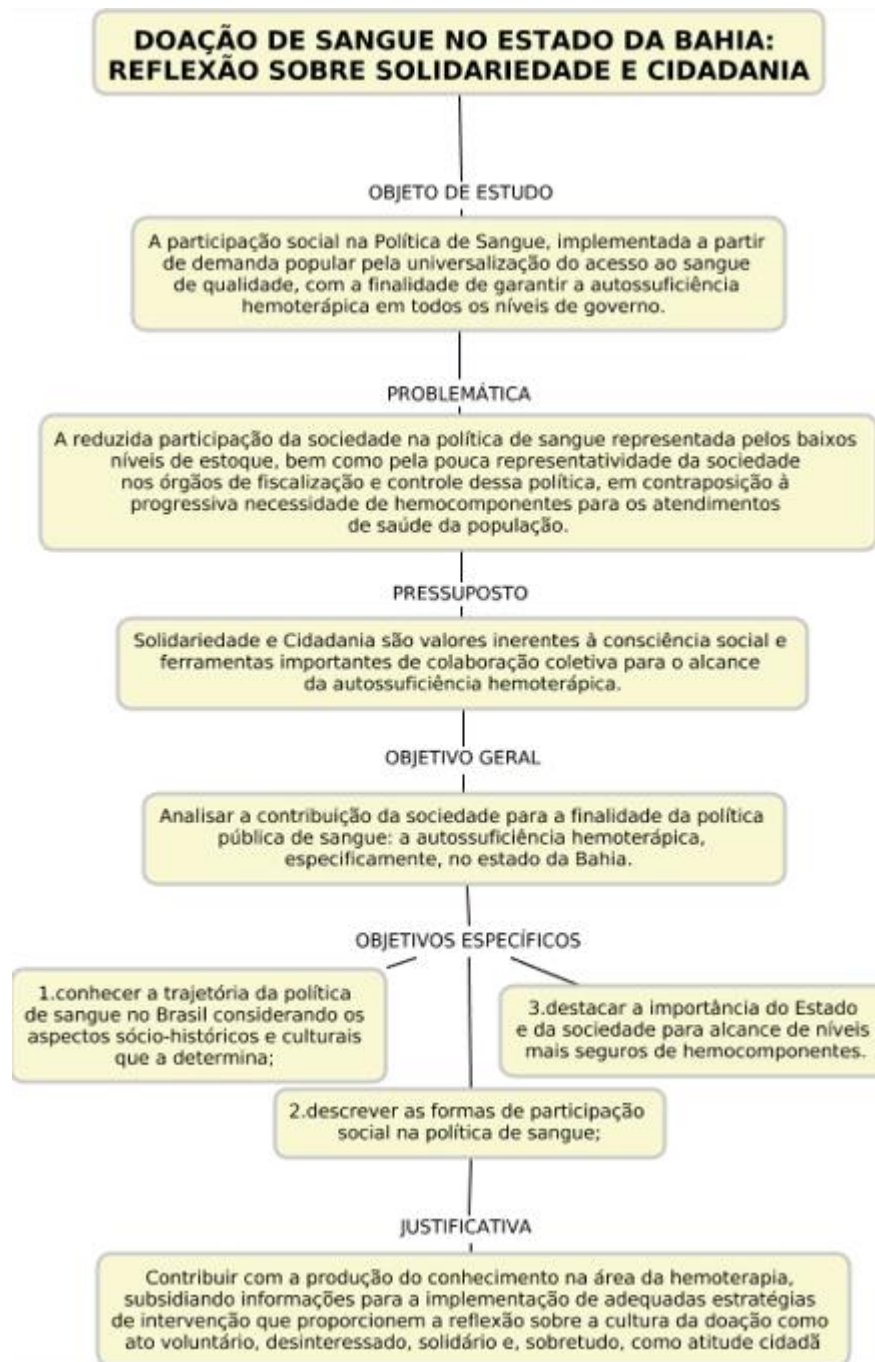 DOAÇÃO DE SANGUE NO ESTADO DA BAHIA:
REFLEXÃO SOBRE SOLIDARIEDADE E CIDADANIA
OBJETO DE ESTUDO
A participação social na Política de Sangue, implementada a partir
de demanda popular pela universalização do acesso ao sangue
de qualidade, com a finalidade de garantir a autossuficiência
hemoterápica em todos os níveis de governo.
PROBLEMÁTICA
A reduzida participação da sociedade na política de sangue representada pelos baixos
níveis de estoque, bem como pela pouca representatividade da sociedade
nos órgãos de fiscalização e controle dessa política, em contraposição à
progressiva necessidade de hemocomponentes para os atendimentos
de saúde da população.
PRESSUPOSTO
Solidariedade e Cidadania são valores inerentes à consciência social e
ferramentas importantes de colaboração coletiva para o alcance
da autossuficiência hemoterápica.
OBJETIVO GERAL
Analisar a contribuição da sociedade para a finalidade da política
pública de sangue: a autossuficiência hemoterápica,
especificamente, no estado da Bahia.
OBJETIVOS ESPECÍFICOS
1.conhecer a trajetória da política
de sangue no Brasil considerando os
aspectos sócio-históricos e culturais
que a determina;
2.descrever as formas de participação
social na política de sangue;
3.destacar a importância do Estado
e da sociedade para alcance de níveis
mais seguros de hemocomponentes.
JUSTIFICATIVA
Contribuir com a produção do conhecimento na área da hemoterapia,
subsidiando informações para a implementação de adequadas estratégias
de intervenção que proporcionem a reflexão sobre a cultura da doação como
ato voluntário, desinteressado, solidário e, sobretudo, como atitude cidadã